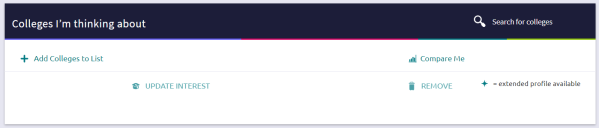 Colleges I'm thinking about
Search for colleges
Add Colleges to List
Compare Me
UPDATE INTEREST
REMOVE
= extended profile available